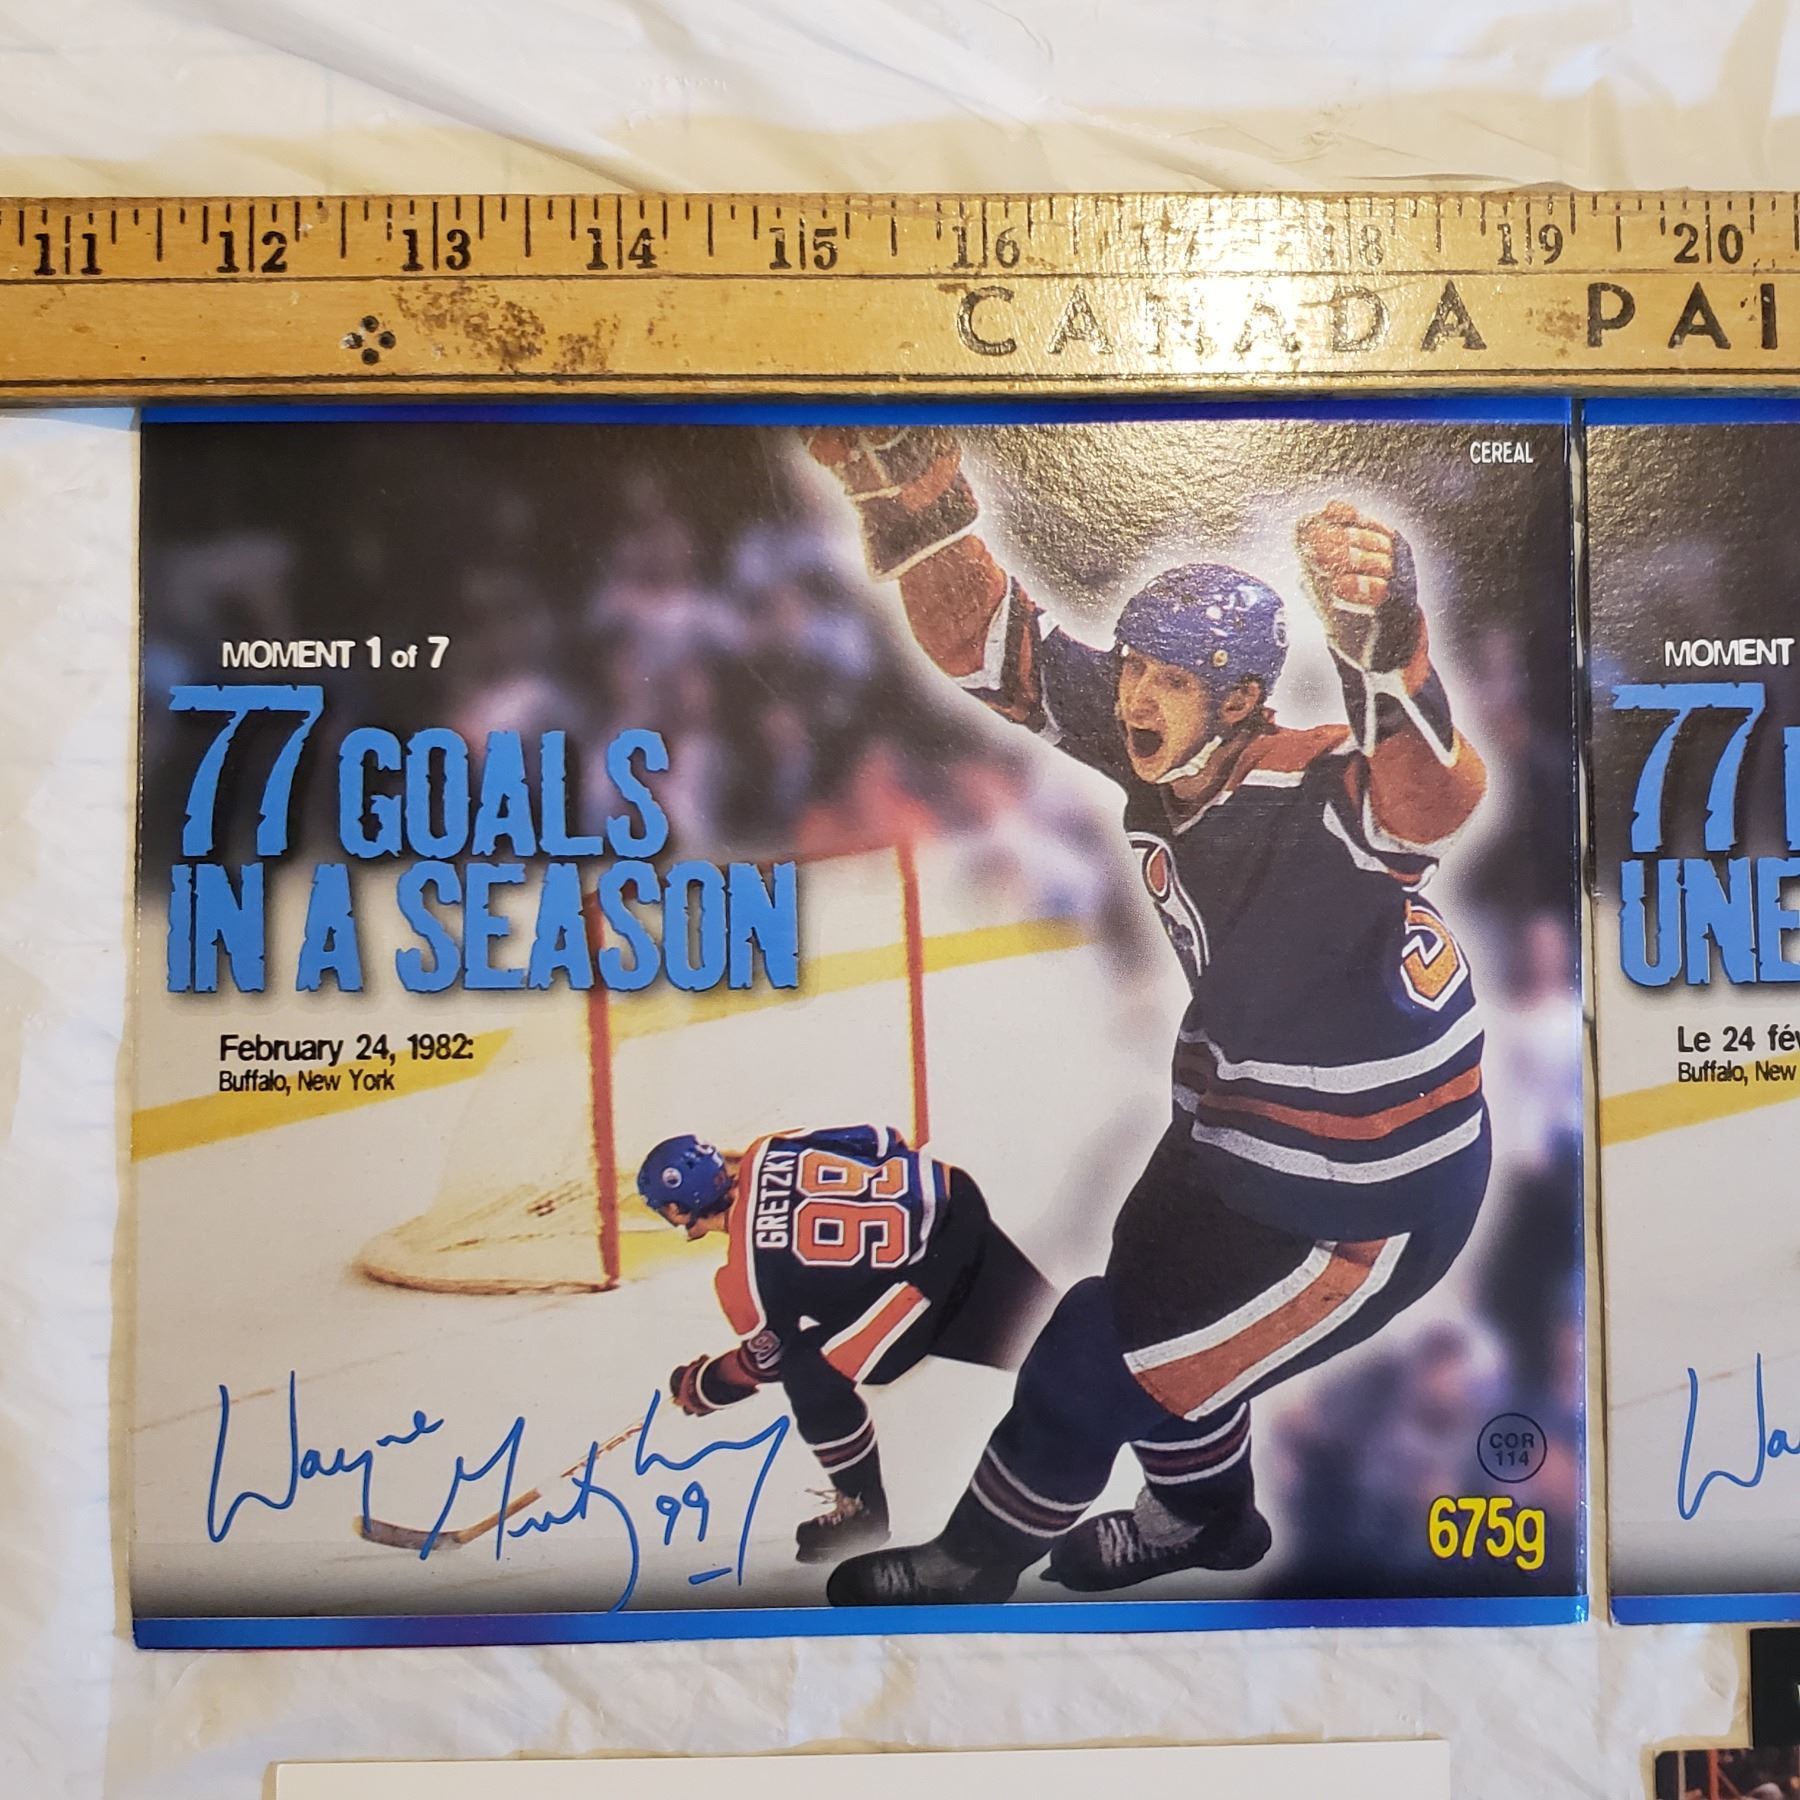 11 12 13 14 15 16 17 18 19 20
CANADA PAI
CEREAL
MOMENT 1 of 7
77 GOALS
IN A SEASON
February 24, 1982:
Buffalo, New York
GRETZKY
99
Wayne Gretzky
99
COR
114
675g
MOMENT
77
UNE
Le 24 fév
Buffalo, New
Wa